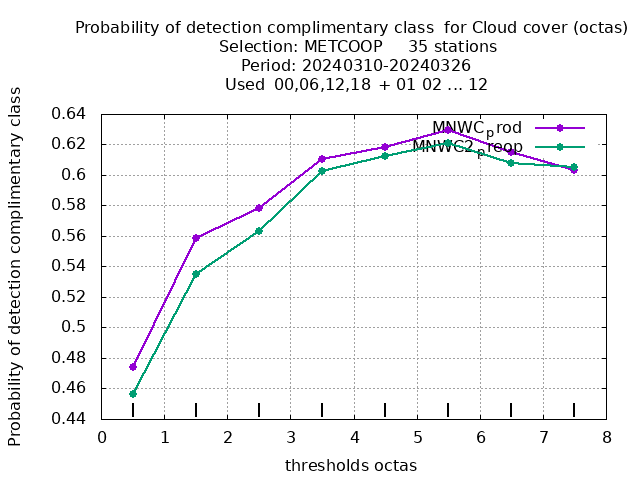 Probability of detection complimentary class  for Cloud cover (octas)
Selection: METCOOP     35 stations
Period: 20240310-20240326
Used  00,06,12,18  + 01 02 ... 12
Probability of detection complimentary class
0.64
0.62
0.6
0.58
0.56
0.54
0.52
0.5
0.48
0.46
0.44
MNWC_prod
MNWC2_proop
0 1 2 3 4 5 6 7 8
thresholds octas